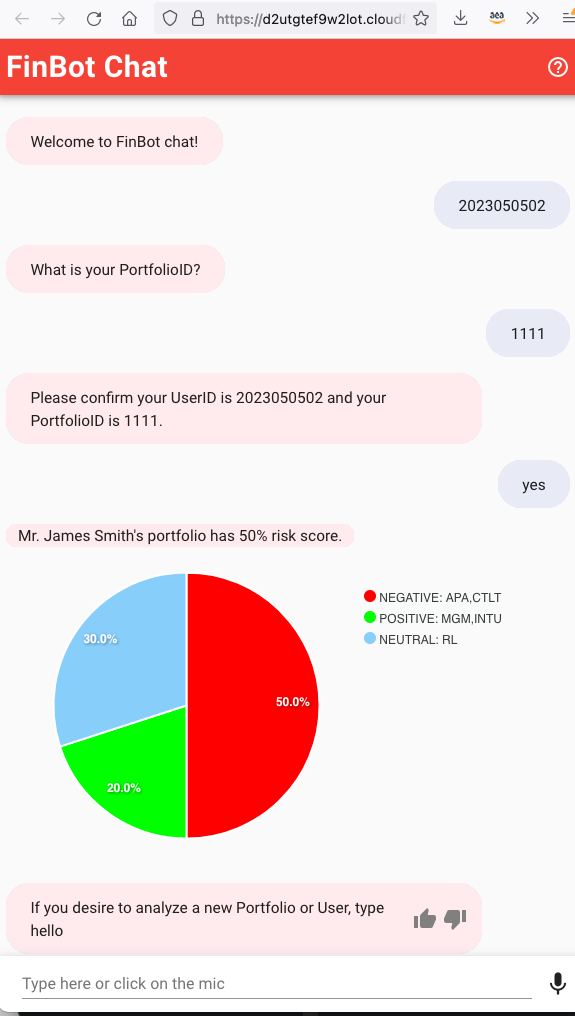 https://d2utgtef9w2lot.cloud
FinBot Chat
Welcome to FinBot chat!
2023050502
What is your PortfolioID?
1111
Please confirm your UserID is 2023050502 and your
PortfolioID is 1111.
yes
Mr. James Smith's portfolio has 50% risk score.
NEGATIVE: APA,CTLT
POSITIVE: MGM,INTU
NEUTRAL: RL
30.0%
50.0%
20.0%
If you desire to analyze a new Portfolio or User, type
hello
Type here or click on the mic